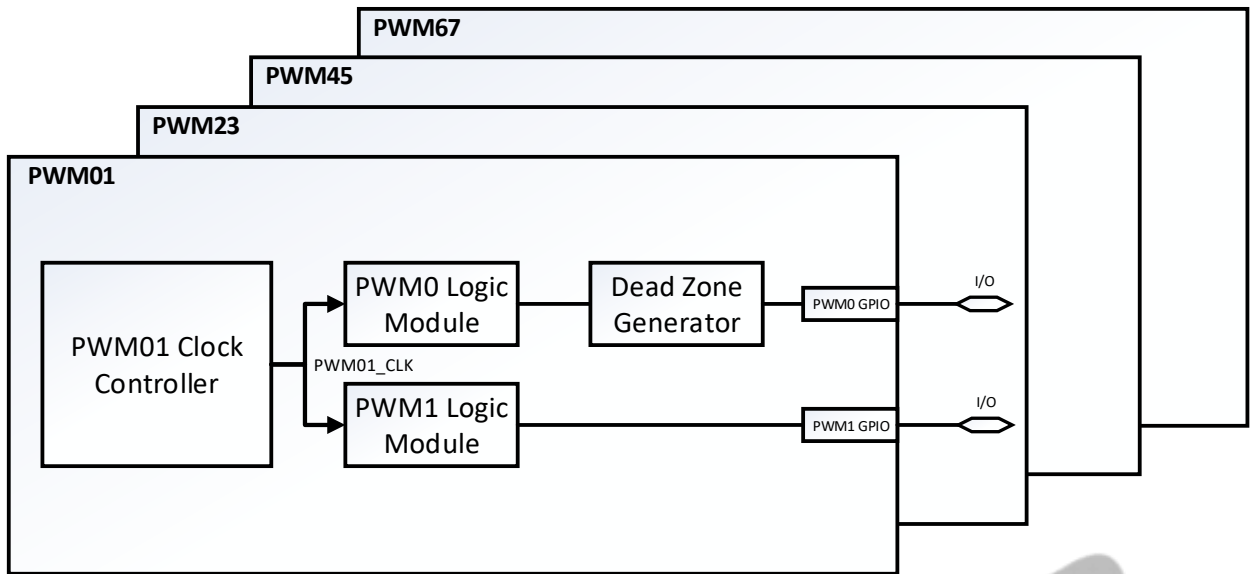 PWM67
PWM45
PWM23
PWM01
PWM01 Clock
Controller
PWM01_CLK
PWM0 Logic
Module
Dead Zone
Generator
PWM0 GPIO
I/O
PWM1 Logic
Module
PWM1 GPIO
I/O